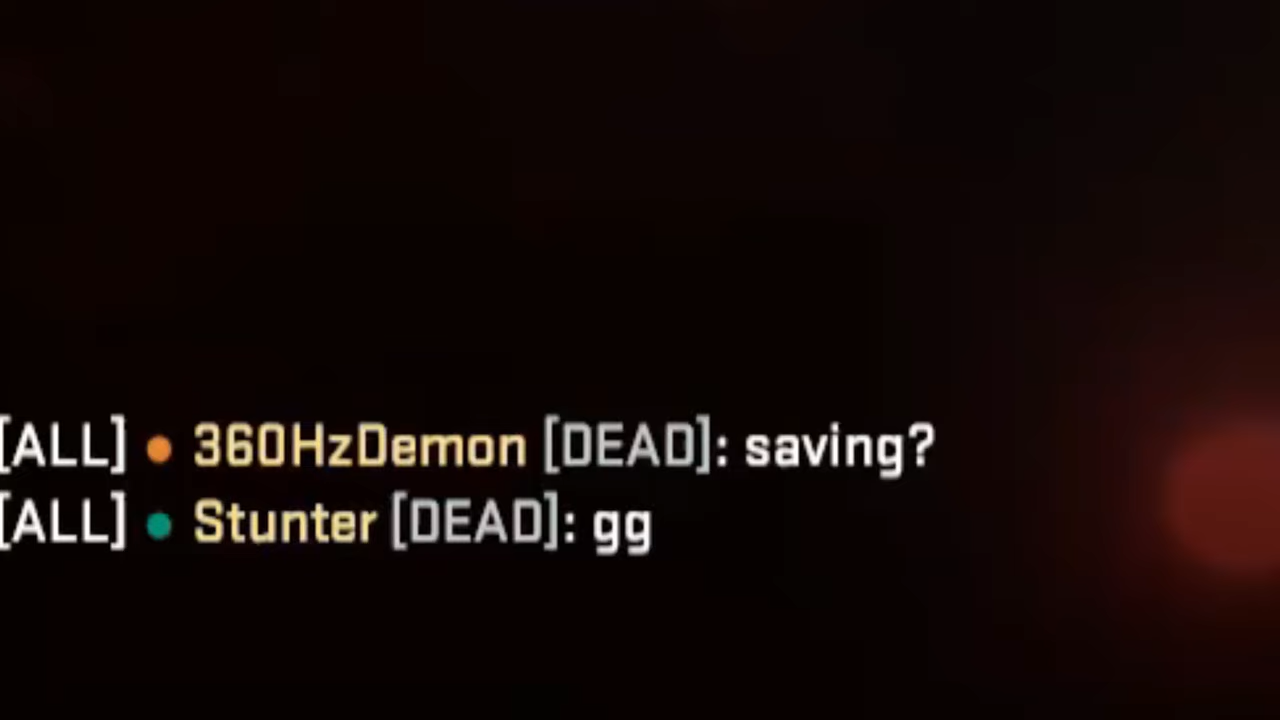 [ALL] ● 360HzDemon [DEAD]: saving?
[ALL] ● Stunter [DEAD]: gg